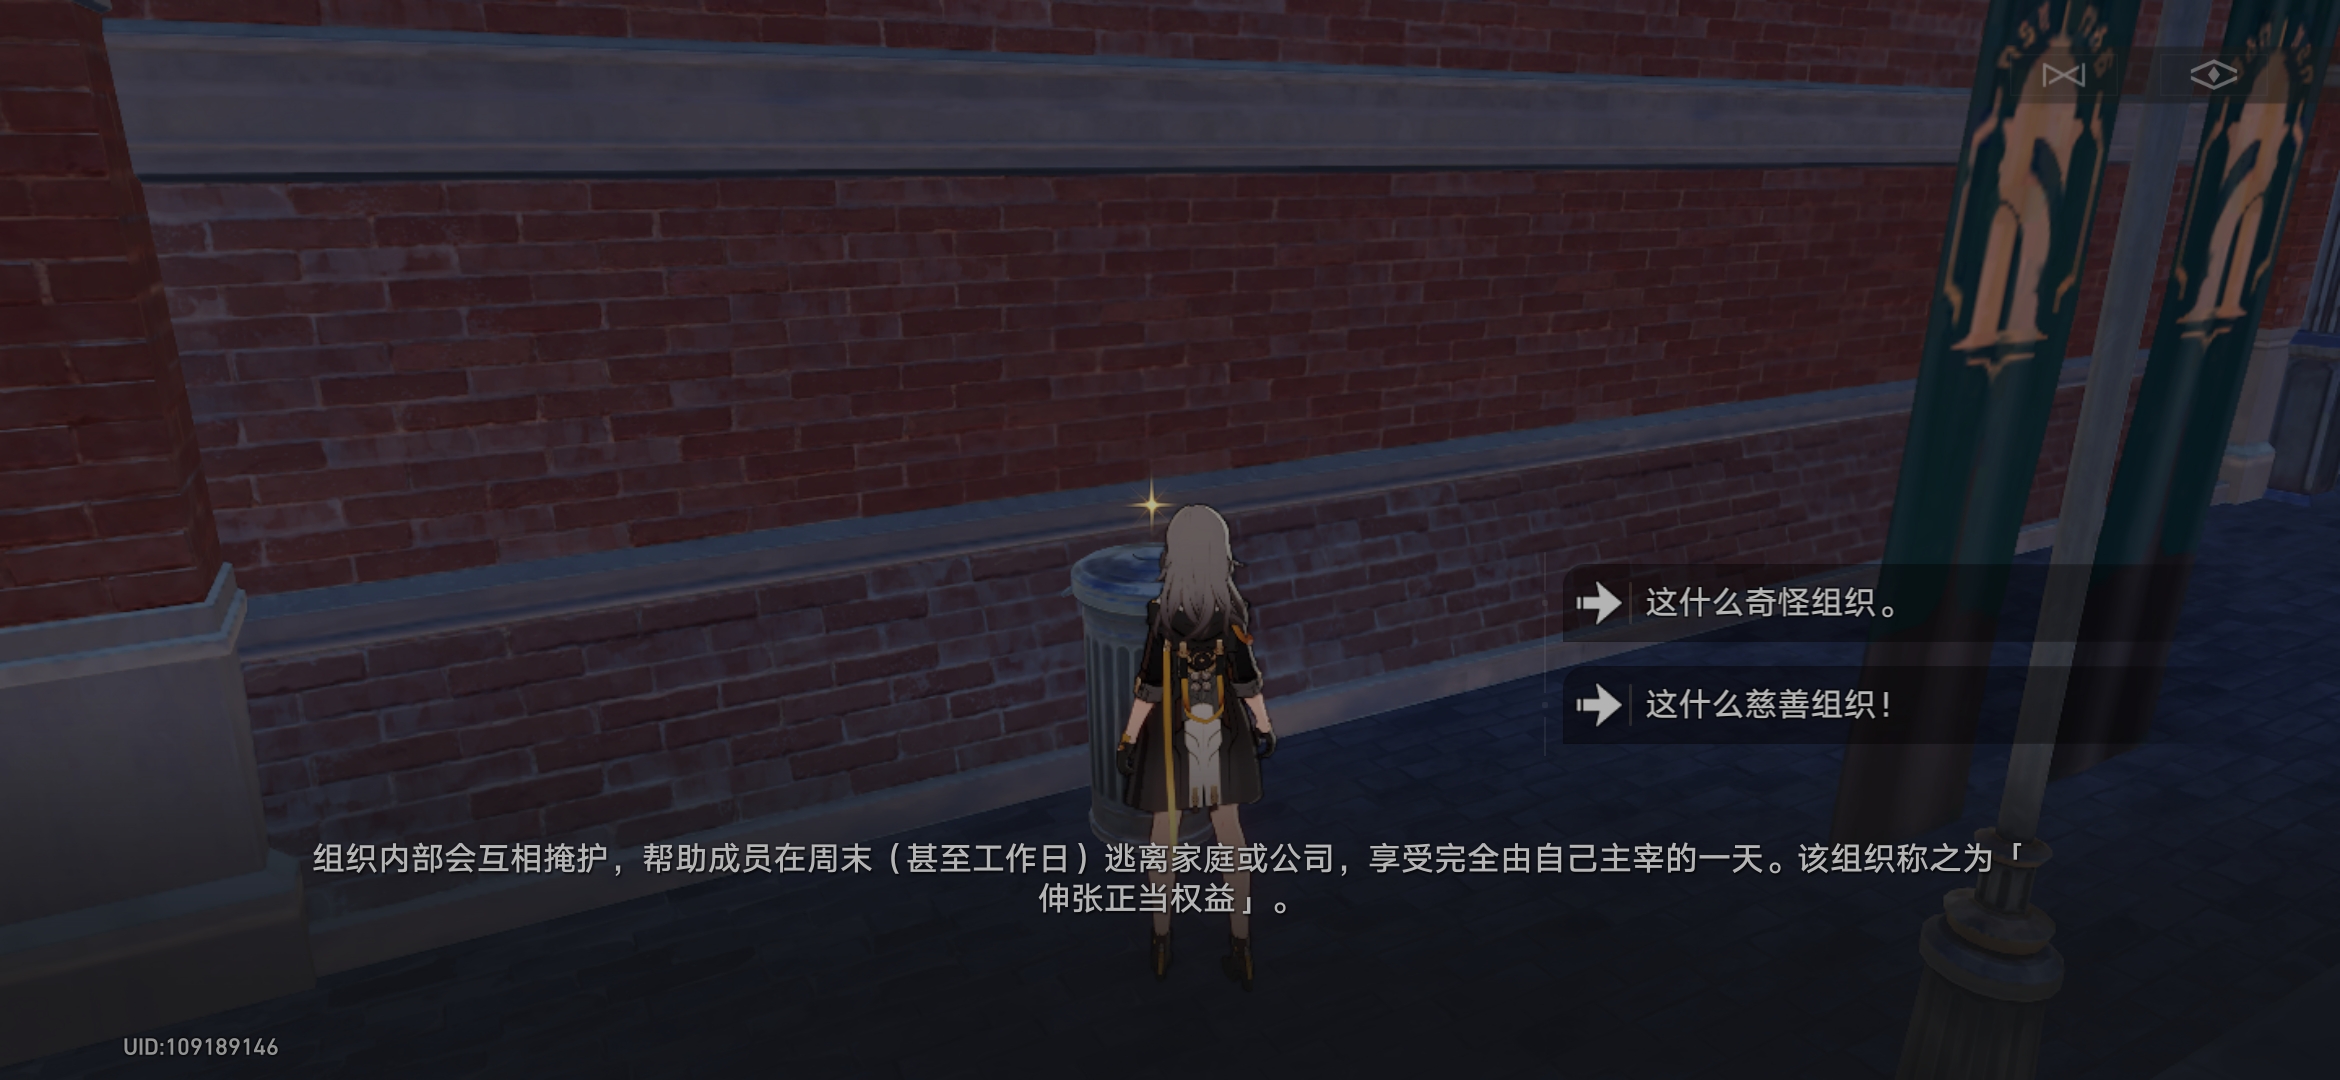 这什么奇怪组织。
这什么慈善组织！
组织内部会互相掩护，帮助成员在周末（甚至工作日）逃离家庭或公司，享受完全由自己主宰的一天。该组织称之为「
伸张正当权益」。
UID:109189146